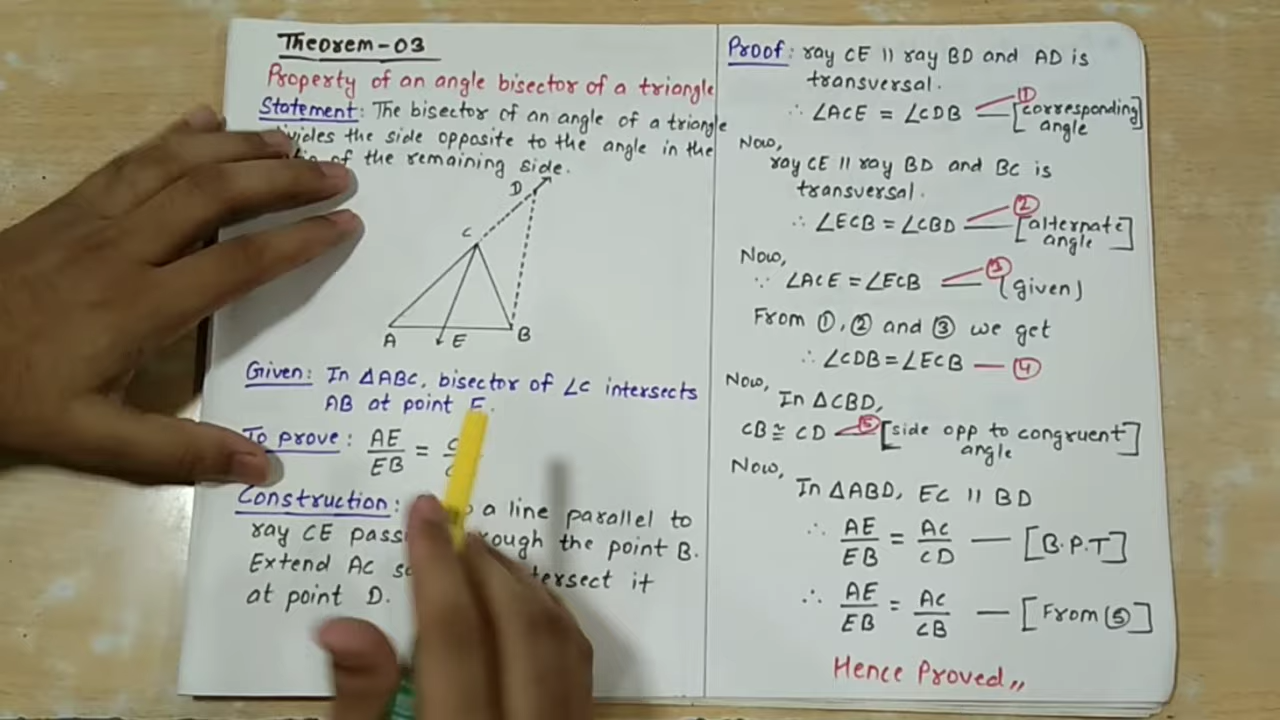 Theorem-03
Property of an angle bisector of a triangle
Statement: The bisector of an angle of a triangle
the side opposite to the angle in the
of the remaining side.
D
C
A
E
B
Given: In ΔABC, bisector of ∠C intersects
AB at point E.
To prove: AE/EB =
Construction: a line parallel to
ray CE through the point B.
Extend AC it
at point D.
Proof: ray CE || ray BD and AD is
transversal.
∴ ∠ACE = ∠CDB — ① [corresponding
angle]
Now,
ray CE || ray BD and BC is
transversal.
∴ ∠ECB = ∠CBD — ② [alternate
angle]
Now,
∵ ∠ACE = ∠ECB — ③ (given)
From ①, ② and ③ we get
∴ ∠CDB = ∠ECB — ④
Now,
In ΔCBD,
CB ≅ CD — ⑤ [side opp to congruent
angle]
Now,
In ΔABD, EC || BD
∴ AE/EB = AC/CD — [B.P.T]
∴ AE/EB = AC/CB — [From ⑤]
Hence Proved,,